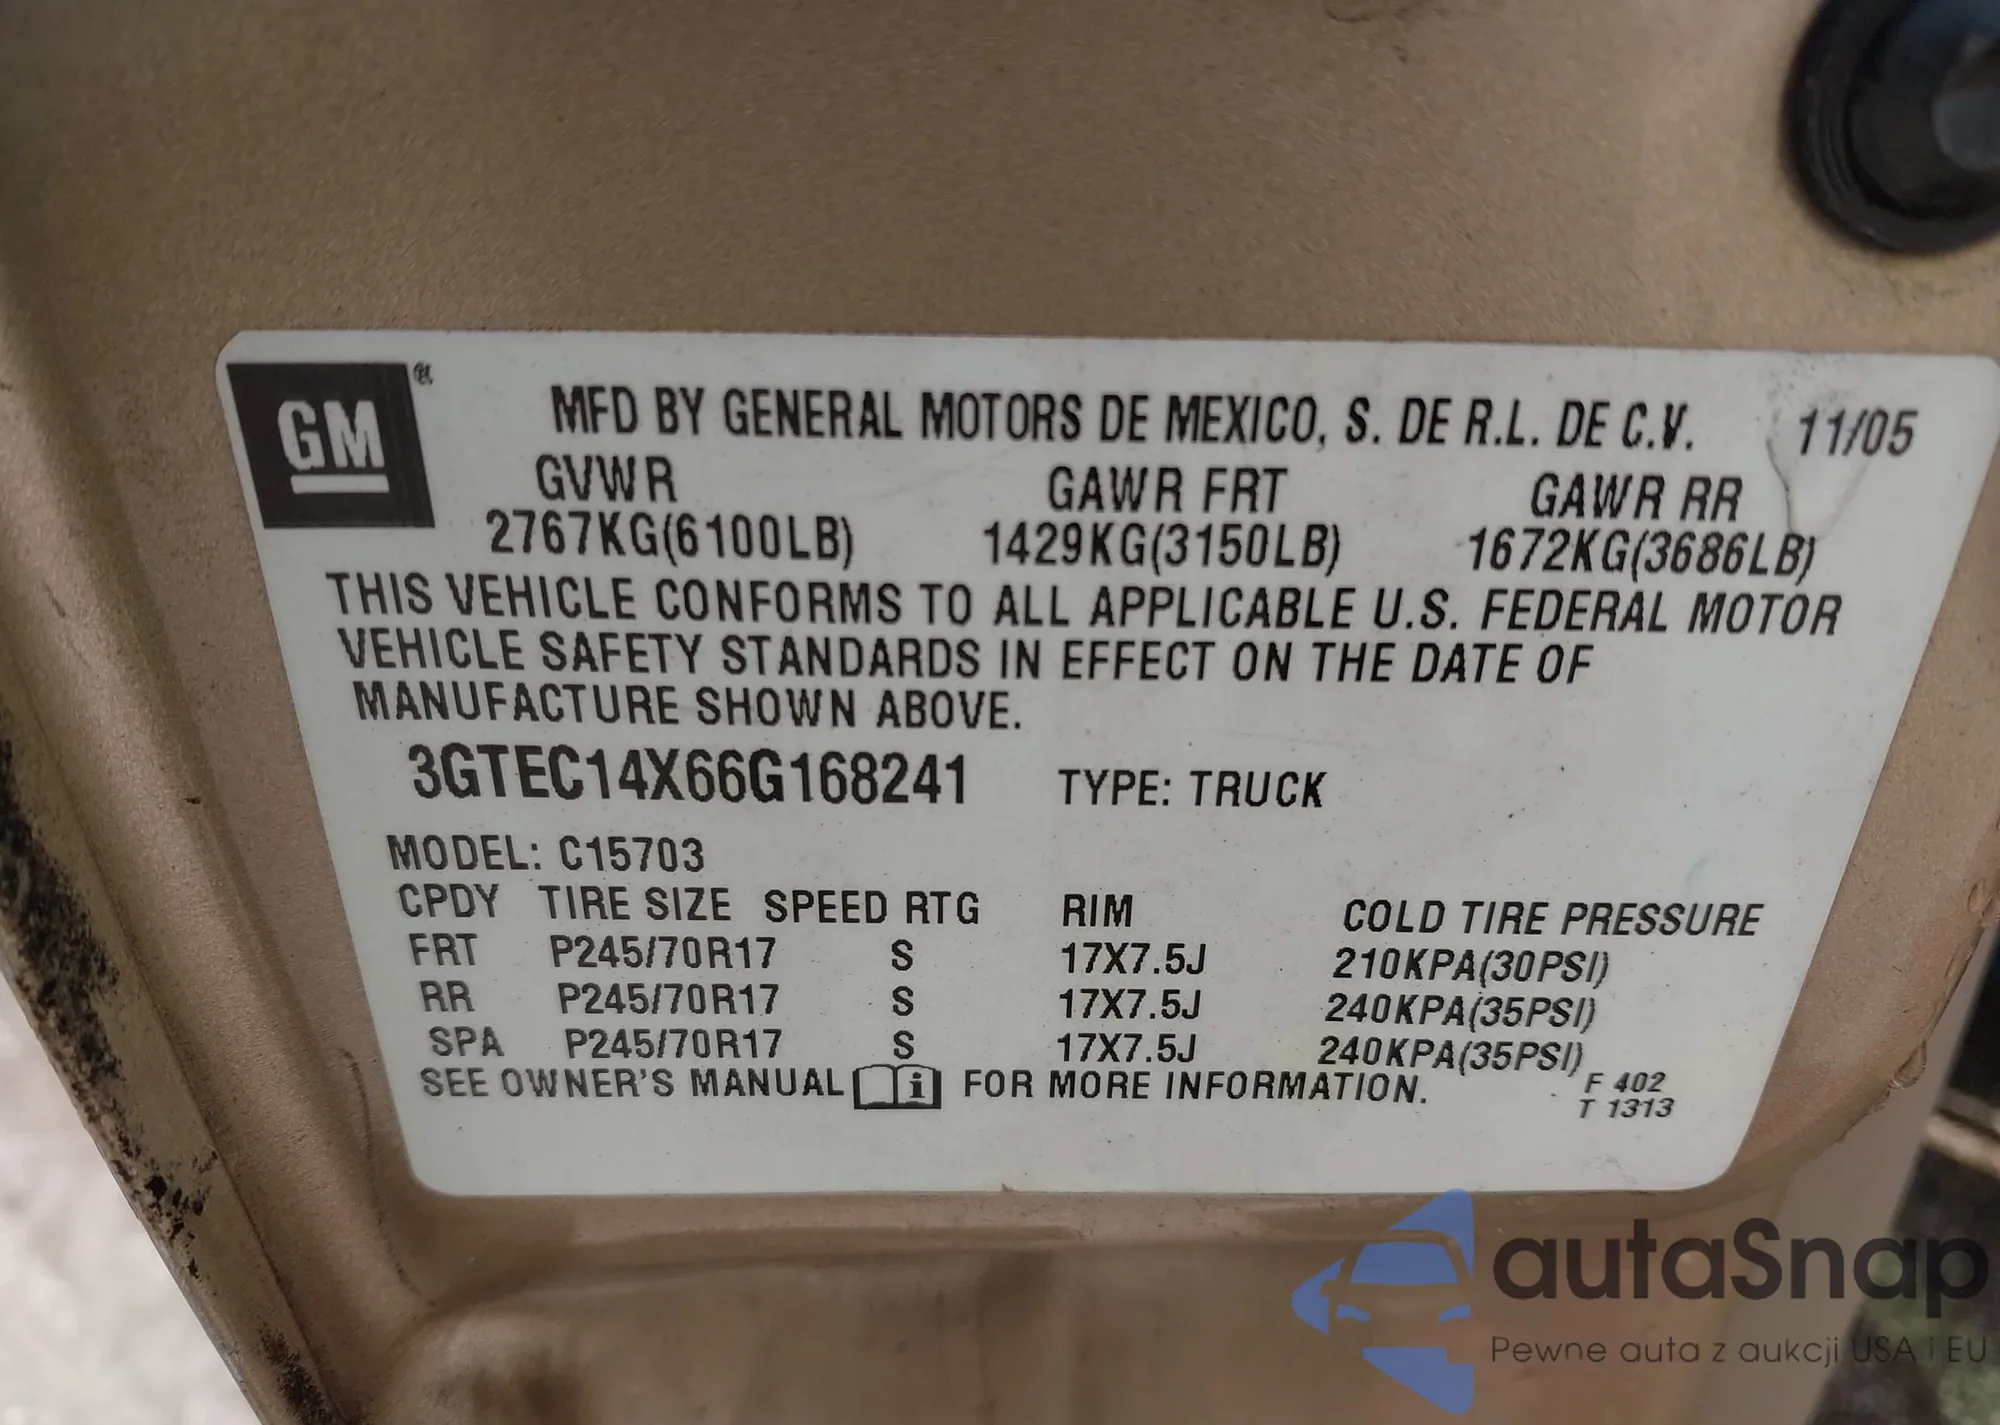 GM ®
MFD BY GENERAL MOTORS DE MEXICO, S. DE R.L. DE C.V. 11/05
GVWR GAWR FRT GAWR RR
2767KG(6100LB) 1429KG(3150LB) 1672KG(3686LB)
THIS VEHICLE CONFORMS TO ALL APPLICABLE U.S. FEDERAL MOTOR
VEHICLE SAFETY STANDARDS IN EFFECT ON THE DATE OF
MANUFACTURE SHOWN ABOVE.
3GTEC14X66G168241 TYPE: TRUCK
MODEL: C15703
CPDY TIRE SIZE SPEED RTG RIM COLD TIRE PRESSURE
FRT P245/70R17 S 17X7.5J 210KPA(30PSI)
RR P245/70R17 S 17X7.5J 240KPA(35PSI)
SPA P245/70R17 S 17X7.5J 240KPA(35PSI)
SEE OWNER'S MANUAL i FOR MORE INFORMATION.
F 402
T 1313
autaSnap
Pewne auta z aukcji USA i EU